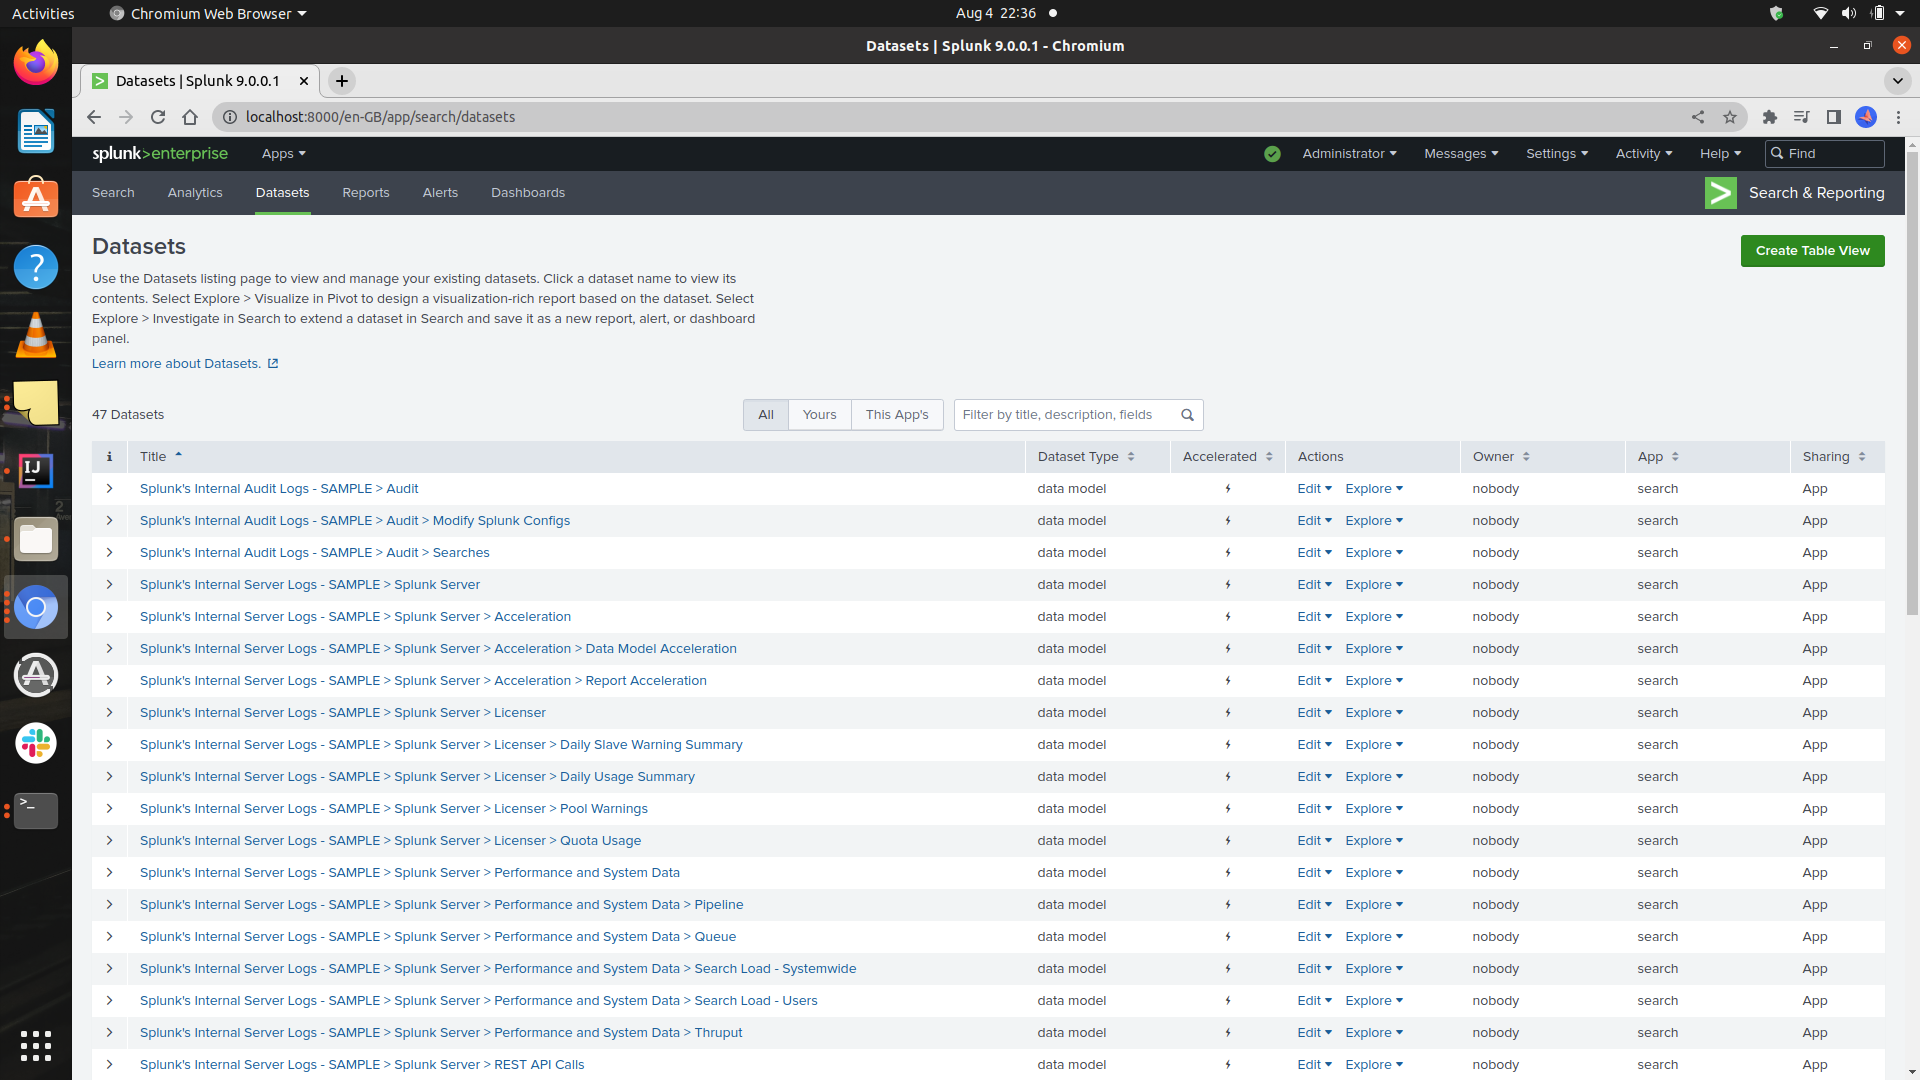 Activities
Chromium Web Browser
Aug 4 22:36
Datasets | Splunk 9.0.0.1 - Chromium
Datasets | Splunk 9.0.0.1
localhost:8000/en-GB/app/search/datasets
splunk>enterprise Apps Administrator Messages Settings Activity Help Find
Search Analytics Datasets Reports Alerts Dashboards Search & Reporting
Datasets
Create Table View
Use the Datasets listing page to view and manage your existing datasets. Click a dataset name to view its
contents. Select Explore > Visualize in Pivot to design a visualization-rich report based on the dataset. Select
Explore > Investigate in Search to extend a dataset in Search and save it as a new report, alert, or dashboard
panel.
Learn more about Datasets.
47 Datasets All Yours This App's Filter by title, description, fields
i Title Dataset Type Accelerated Actions Owner App Sharing
Splunk's Internal Audit Logs - SAMPLE > Audit data model Edit Explore nobody search App
Splunk's Internal Audit Logs - SAMPLE > Audit > Modify Splunk Configs data model Edit Explore nobody search App
Splunk's Internal Audit Logs - SAMPLE > Audit > Searches data model Edit Explore nobody search App
Splunk's Internal Server Logs - SAMPLE > Splunk Server data model Edit Explore nobody search App
Splunk's Internal Server Logs - SAMPLE > Splunk Server > Acceleration data model Edit Explore nobody search App
Splunk's Internal Server Logs - SAMPLE > Splunk Server > Acceleration > Data Model Acceleration data model Edit Explore nobody search App
Splunk's Internal Server Logs - SAMPLE > Splunk Server > Acceleration > Report Acceleration data model Edit Explore nobody search App
Splunk's Internal Server Logs - SAMPLE > Splunk Server > Licenser data model Edit Explore nobody search App
Splunk's Internal Server Logs - SAMPLE > Splunk Server > Licenser > Daily Slave Warning Summary data model Edit Explore nobody search App
Splunk's Internal Server Logs - SAMPLE > Splunk Server > Licenser > Daily Usage Summary data model Edit Explore nobody search App
Splunk's Internal Server Logs - SAMPLE > Splunk Server > Licenser > Pool Warnings data model Edit Explore nobody search App
Splunk's Internal Server Logs - SAMPLE > Splunk Server > Licenser > Quota Usage data model Edit Explore nobody search App
Splunk's Internal Server Logs - SAMPLE > Splunk Server > Performance and System Data data model Edit Explore nobody search App
Splunk's Internal Server Logs - SAMPLE > Splunk Server > Performance and System Data > Pipeline data model Edit Explore nobody search App
Splunk's Internal Server Logs - SAMPLE > Splunk Server > Performance and System Data > Queue data model Edit Explore nobody search App
Splunk's Internal Server Logs - SAMPLE > Splunk Server > Performance and System Data > Search Load - Systemwide data model Edit Explore nobody search App
Splunk's Internal Server Logs - SAMPLE > Splunk Server > Performance and System Data > Search Load - Users data model Edit Explore nobody search App
Splunk's Internal Server Logs - SAMPLE > Splunk Server > Performance and System Data > Thruput data model Edit Explore nobody search App
Splunk's Internal Server Logs - SAMPLE > Splunk Server > REST API Calls data model Edit Explore nobody search App
IJ